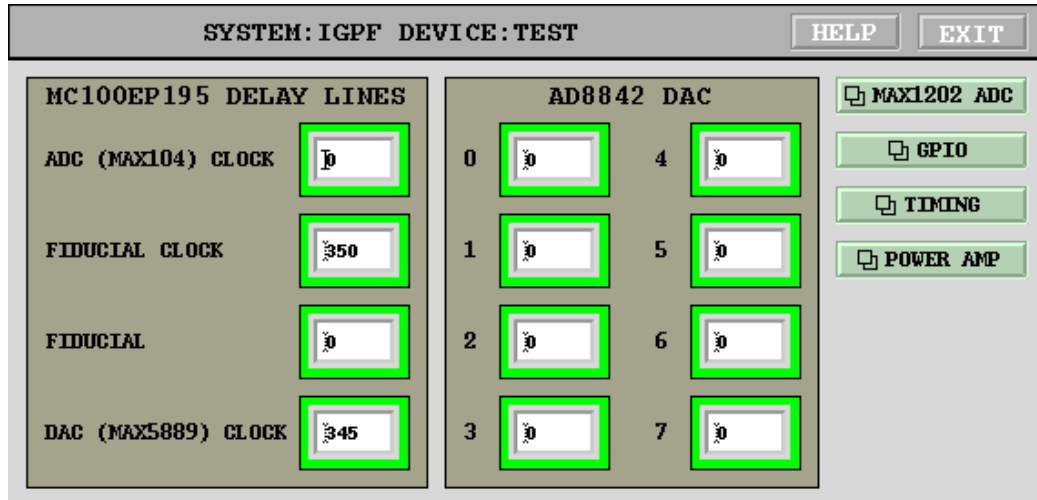 SYSTEM:IGPF DEVICE:TEST
HELP
EXIT
MC100EP195 DELAY LINES
ADC (MAX104) CLOCK
0
FIDUCIAL CLOCK
350
FIDUCIAL
0
DAC (MAX5889) CLOCK
345
AD8842 DAC
0 0
4 0
1 0
5 0
2 0
6 0
3 0
7 0
MAX1202 ADC
GPIO
TIMING
POWER AMP